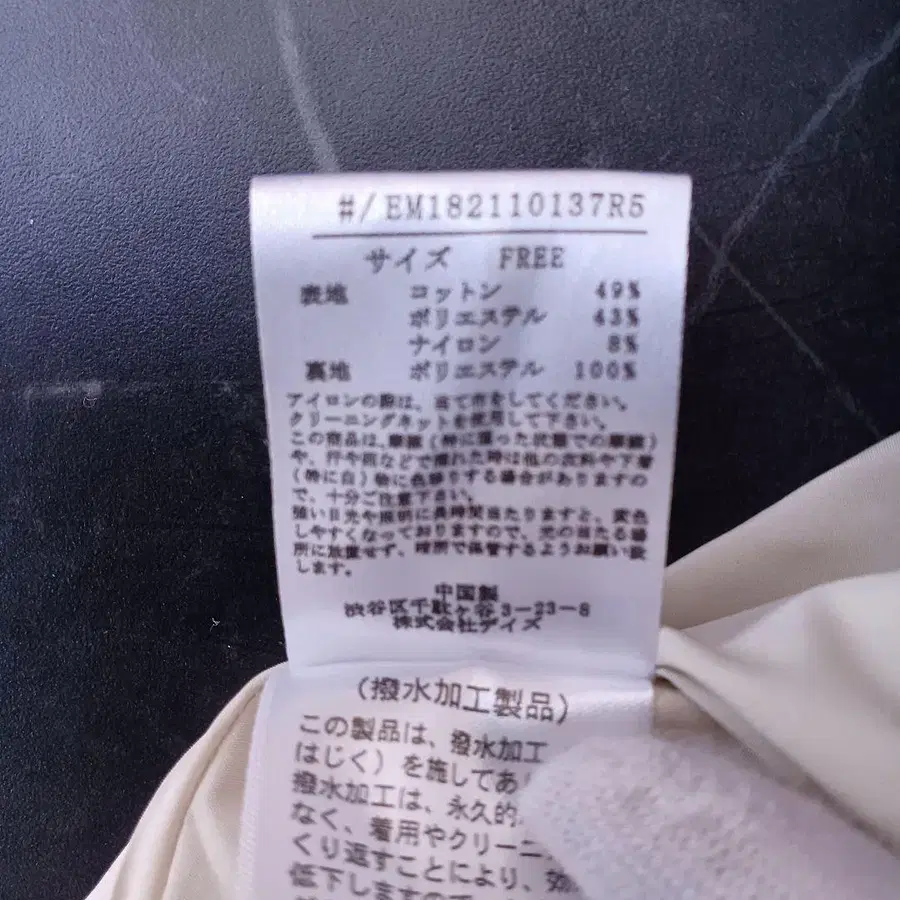 #/EM182110137R5
サイズ FREE
表地 コットン 49%
ポリエステル 43%
ナイロン 8%
裏地 ポリエステル 100%
アイロンの際は、当て布をしてください。
クリーニングネットを使用して下さい。
この商品は、摩擦(特に湿った状態での摩擦)
や、汗や雨などで濡れた時は他の衣料や下着
(特に白)物に色移りする場合がありますの
で、十分ご注意下さい。
強い日光や照明に長時間当たりますと、変色
しやすくなっておりますので、光の当たる場
所に放置せず、暗所で保管するようお願い致
します。
中国製
渋谷区千駄ヶ谷3-23-8
株式会社デイズ
(撥水加工製品)
この製品は、撥水加工
はじく)を施してあ
撥水加工は、永久的
なく、着用やクリーニ
くり返すことにより、効
低下しますので